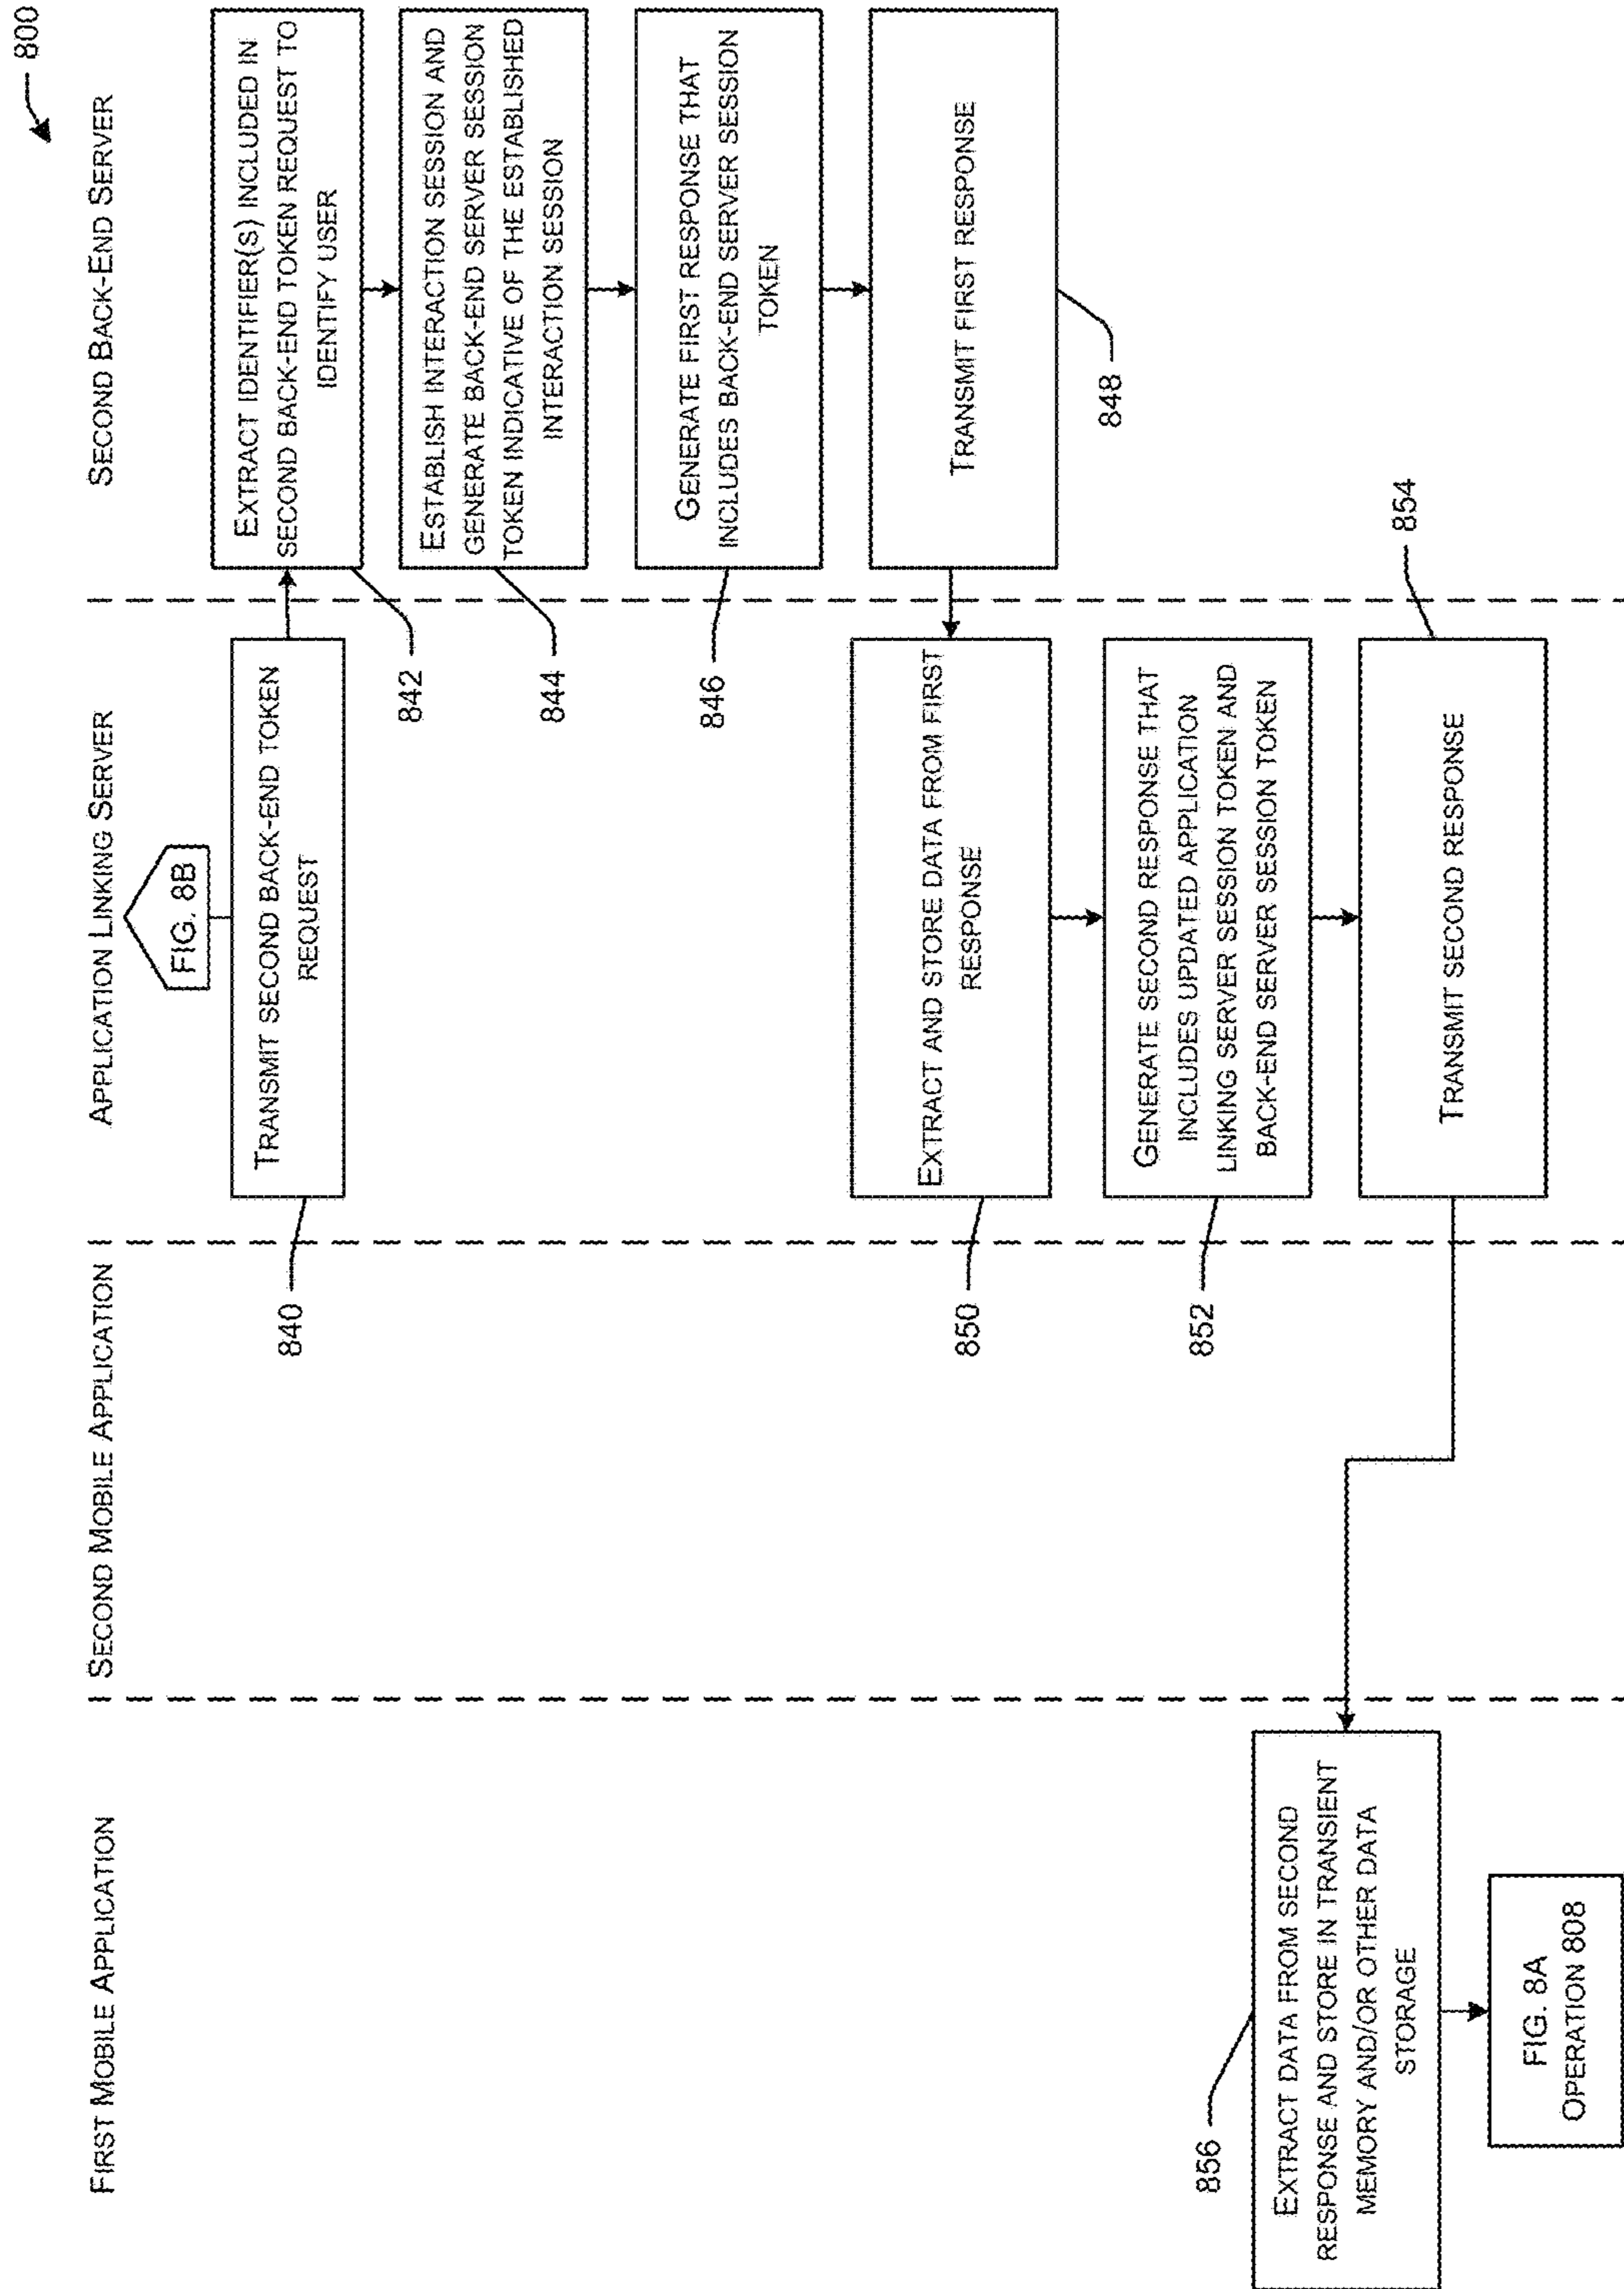 800
FIRST MOBILE APPLICATION
SECOND MOBILE APPLICATION
APPLICATION LINKING SERVER
SECOND BACK-END SERVER
FIG. 8B
TRANSMIT SECOND BACK-END TOKEN
REQUEST
840
EXTRACT IDENTIFIER(S) INCLUDED IN
SECOND BACK-END TOKEN REQUEST TO
IDENTIFY USER
842
ESTABLISH INTERACTION SESSION AND
GENERATE BACK-END SERVER SESSION
TOKEN INDICATIVE OF THE ESTABLISHED
INTERACTION SESSION
844
GENERATE FIRST RESPONSE THAT
INCLUDES BACK-END SERVER SESSION
TOKEN
846
TRANSMIT FIRST RESPONSE
848
EXTRACT AND STORE DATA FROM FIRST
RESPONSE
850
GENERATE SECOND RESPONSE THAT
INCLUDES UPDATED APPLICATION
LINKING SERVER SESSION TOKEN AND
BACK-END SERVER SESSION TOKEN
852
TRANSMIT SECOND RESPONSE
854
EXTRACT DATA FROM SECOND
RESPONSE AND STORE IN TRANSIENT
MEMORY AND/OR OTHER DATA
STORAGE
856
FIG. 8A
OPERATION 808